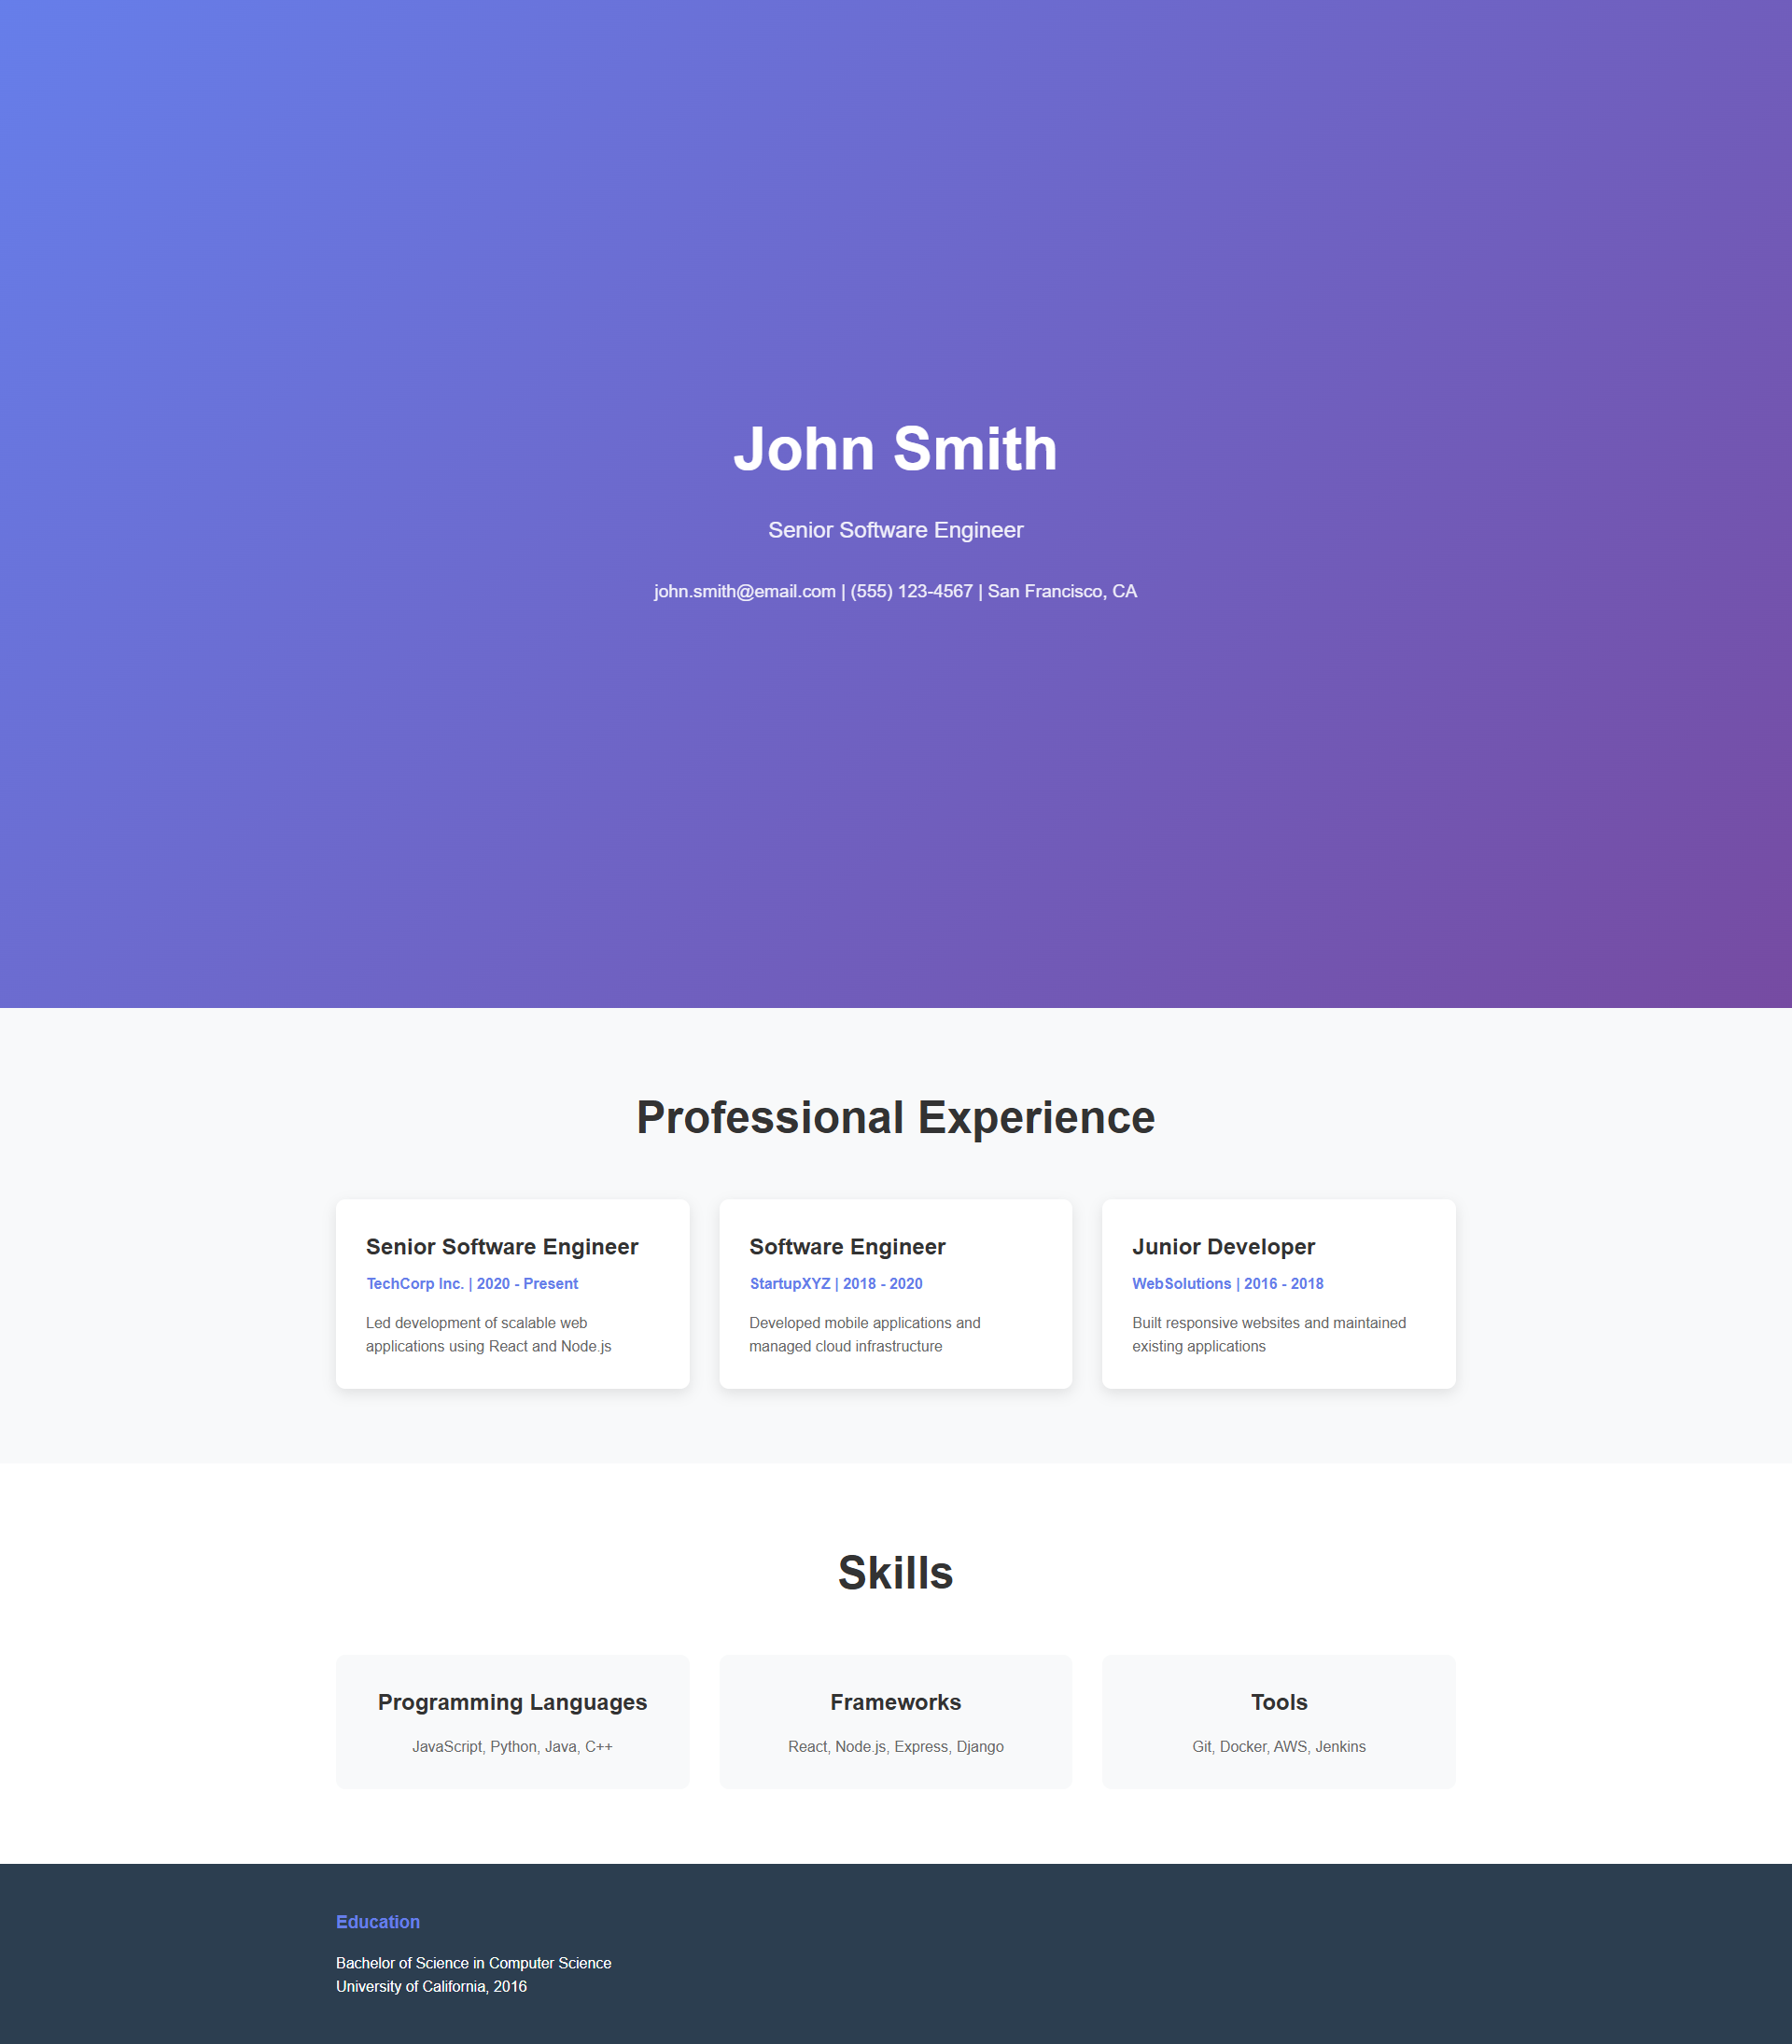 John Smith
Senior Software Engineer
john.smith@email.com | (555) 123-4567 | San Francisco, CA
Professional Experience
Senior Software Engineer
TechCorp Inc. | 2020 - Present
Led development of scalable web
applications using React and Node.js
Software Engineer
StartupXYZ | 2018 - 2020
Developed mobile applications and
managed cloud infrastructure
Junior Developer
WebSolutions | 2016 - 2018
Built responsive websites and maintained
existing applications
Skills
Programming Languages
JavaScript, Python, Java, C++
Frameworks
React, Node.js, Express, Django
Tools
Git, Docker, AWS, Jenkins
Education
Bachelor of Science in Computer Science
University of California, 2016